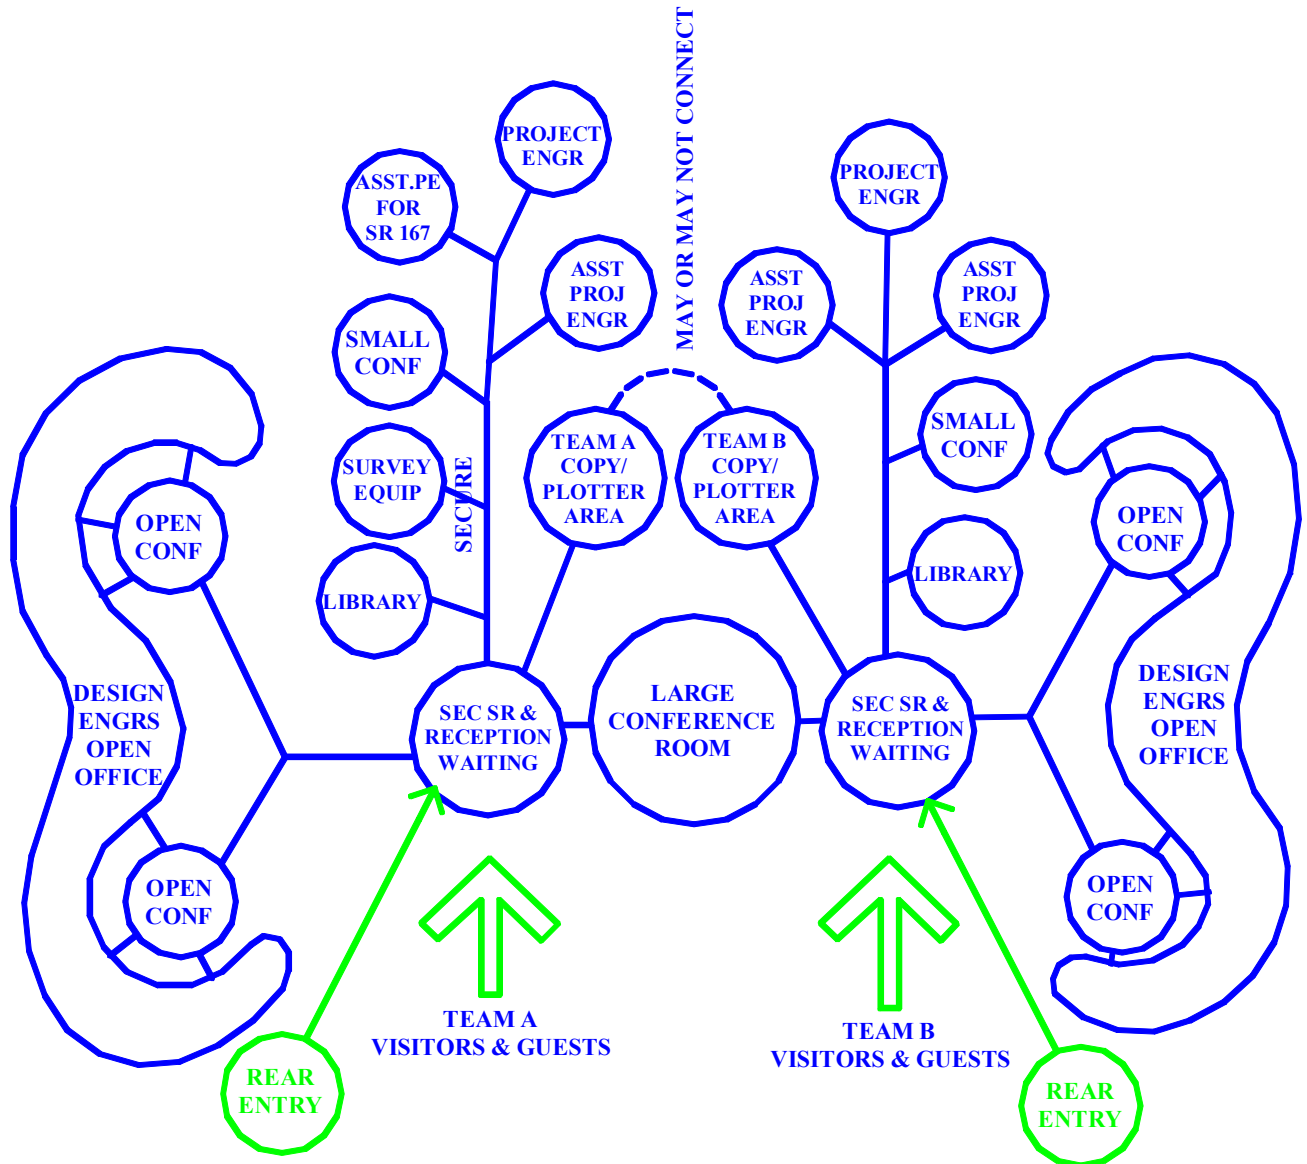 MAY OR MAY NOT CONNECT
PROJECT
ENGR
ASST.PE
FOR
SR 167
ASST
PROJ
ENGR
SMALL
CONF
SURVEY
EQUIP
SECURE
LIBRARY
TEAM A
COPY/
PLOTTER
AREA
TEAM B
COPY/
PLOTTER
AREA
PROJECT
ENGR
ASST
PROJ
ENGR
ASST
PROJ
ENGR
SMALL
CONF
LIBRARY
OPEN
CONF
DESIGN
ENGRS
OPEN
OFFICE
OPEN
CONF
SEC SR &
RECEPTION
WAITING
LARGE
CONFERENCE
ROOM
SEC SR &
RECEPTION
WAITING
OPEN
CONF
DESIGN
ENGRS
OPEN
OFFICE
OPEN
CONF
TEAM A
VISITORS & GUESTS
TEAM B
VISITORS & GUESTS
REAR
ENTRY
REAR
ENTRY